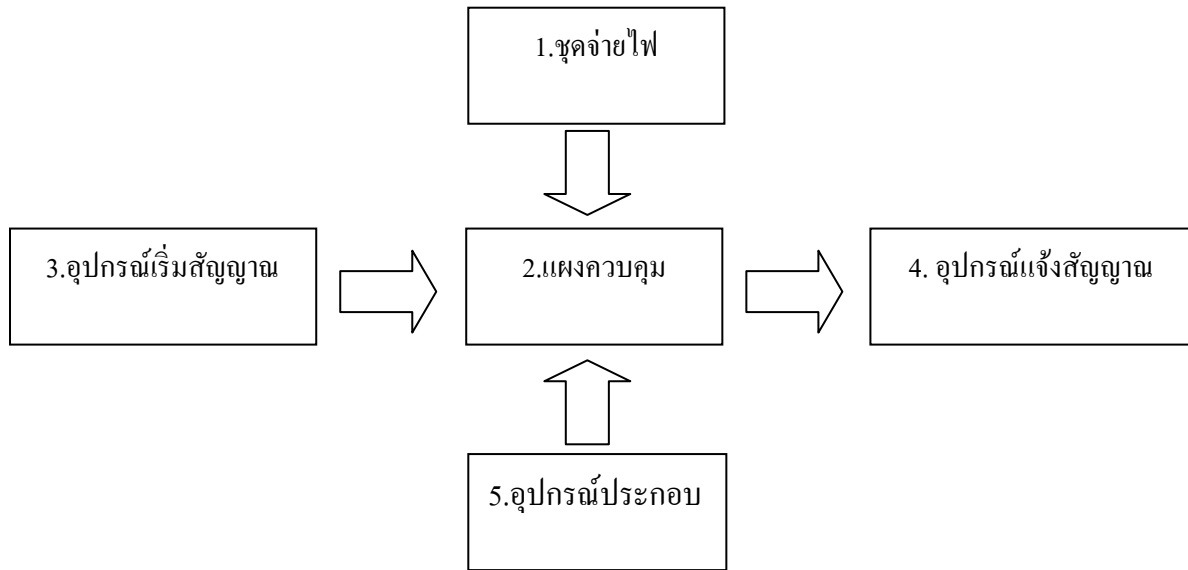 1.ชุดจ่ายไฟ
3.อุปกรณ์เริ่มสัญญาณ
2.แผงควบคุม
4. อุปกรณ์แจ้งสัญญาณ
5.อุปกรณ์ประกอบ